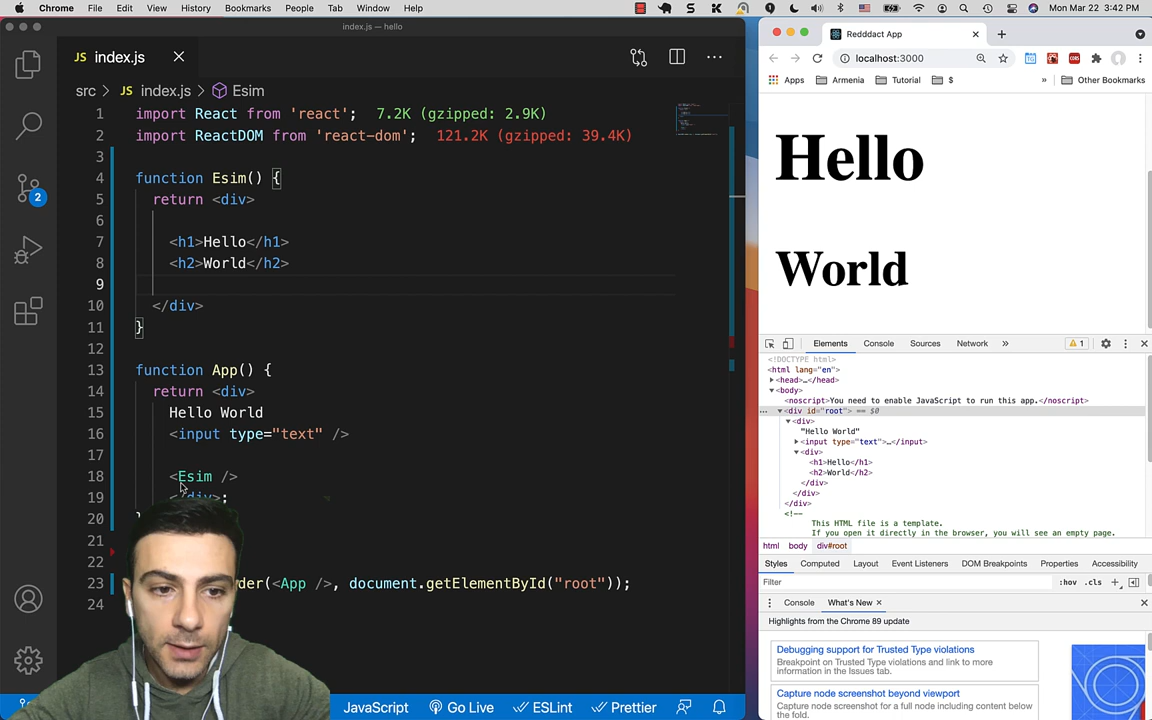 Chrome File Edit View History Bookmarks People Tab Window Help
Mon Mar 22 3:42 PM
index.js — hello
JS index.js
src > JS index.js > Esim
1 import React from 'react'; 7.2K (gzipped: 2.9K)
2 import ReactDOM from 'react-dom'; 121.2K (gzipped: 39.4K)
3
4 function Esim() {
5 return <div>
6
7 <h1>Hello</h1>
8 <h2>World</h2>
9
10 </div>
11 }
12
13 function App() {
14 return <div>
15 Hello World
16 <input type="text" />
17
18 <Esim />
19 </div>;
20
21
22
23 der(<App />, document.getElementById("root"));
24
2
JavaScript Go Live ESLint Prettier
Redddact App
localhost:3000
Apps Armenia Tutorial $ » Other Bookmarks
Hello
World
Elements Console Sources Network » 1
<!DOCTYPE html>
<html lang="en">
<head>…</head>
<body>
<noscript>You need to enable JavaScript to run this app.</noscript>
<div id="root"> == $0
<div>
"Hello World"
<input type="text">…</input>
<div>
<h1>Hello</h1>
<h2>World</h2>
</div>
</div>
</div>
<!--
This HTML file is a template.
If you open it directly in the browser, you will see an empty page.
html body div#root
Styles Computed Layout Event Listeners DOM Breakpoints Properties Accessibility
Filter :hov .cls +
Console What's New
Highlights from the Chrome 89 update
Debugging support for Trusted Type violations
Breakpoint on Trusted Type violations and link to more
information in the Issues tab.
Capture node screenshot beyond viewport
Capture node screenshot for a full node including content below
the fold.